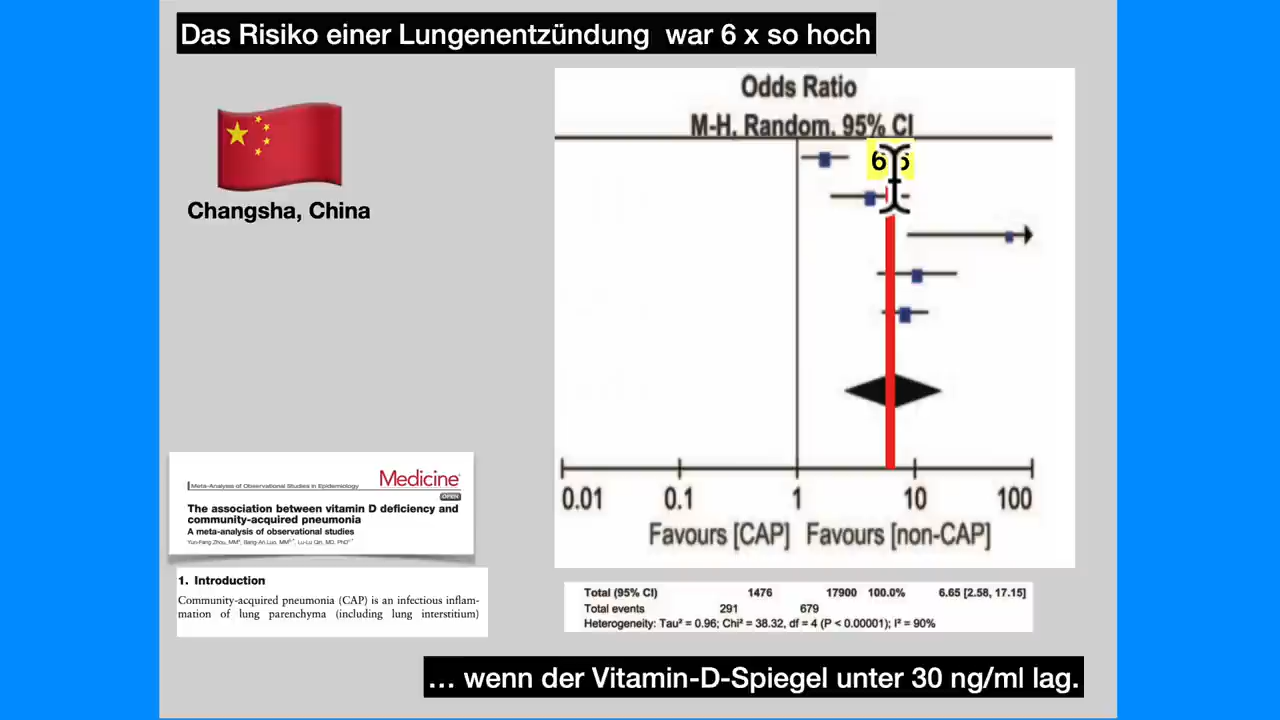 Das Risiko einer Lungenentzündung war 6 x so hoch
Changsha, China
Odds Ratio
M-H, Random, 95% CI
0.01 0.1 1 10 100
Favours [CAP] Favours [non-CAP]
Meta-Analysis of Observational Studies in Epidemiology
Medicine
OPEN
The association between vitamin D deficiency and
community-acquired pneumonia
A meta-analysis of observational studies
1. Introduction
Community-acquired pneumonia (CAP) is an infectious inflam-
mation of lung parenchyma (including lung interstitium)
Total (95% CI) 1476 17900 100.0% 6.65 [2.58, 17.15]
Total events 291 679
Heterogeneity: Tau² = 0.96; Chi² = 38.32, df = 4 (P < 0.00001); I² = 90%
… wenn der Vitamin-D-Spiegel unter 30 ng/ml lag.